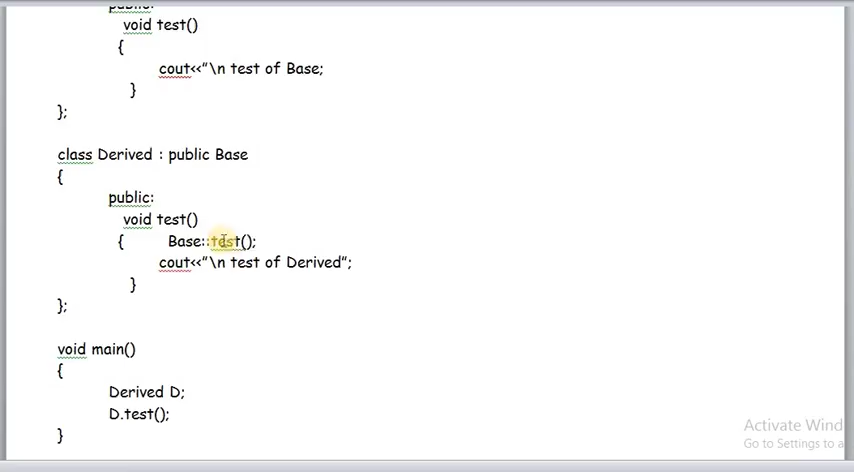 public:
void test()
{
cout<<"\n test of Base;
}
};
class Derived : public Base
{
public:
void test()
{ Base::test();
cout<<"\n test of Derived";
}
};
void main()
{
Derived D;
D.test();
}
Activate Wind
Go to Settings to a